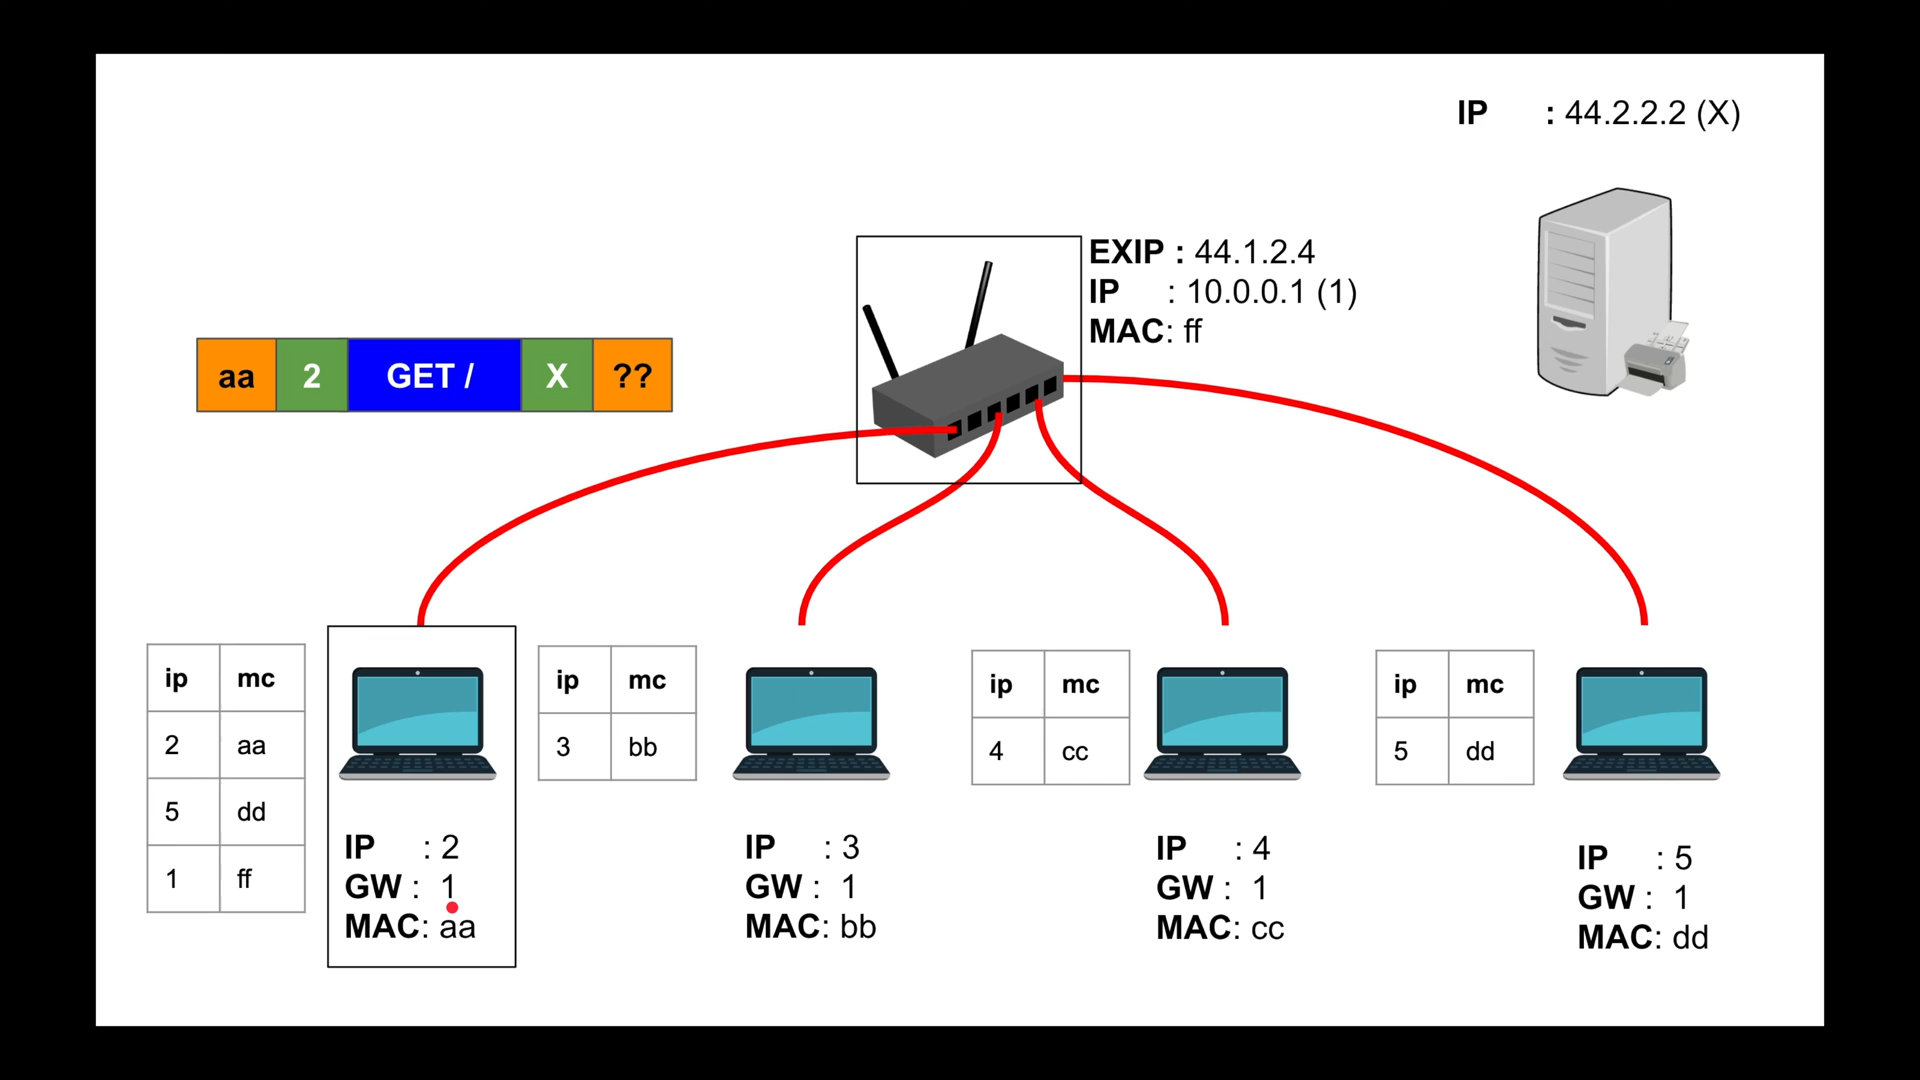 IP : 44.2.2.2 (X)
EXIP : 44.1.2.4
IP : 10.0.0.1 (1)
MAC: ff
aa 2 GET / X ??
ip mc
2 aa
5 dd
1 ff
IP : 2
GW : 1
MAC: aa
ip mc
3 bb
IP : 3
GW : 1
MAC: bb
ip mc
4 cc
IP : 4
GW : 1
MAC: cc
ip mc
5 dd
IP : 5
GW : 1
MAC: dd